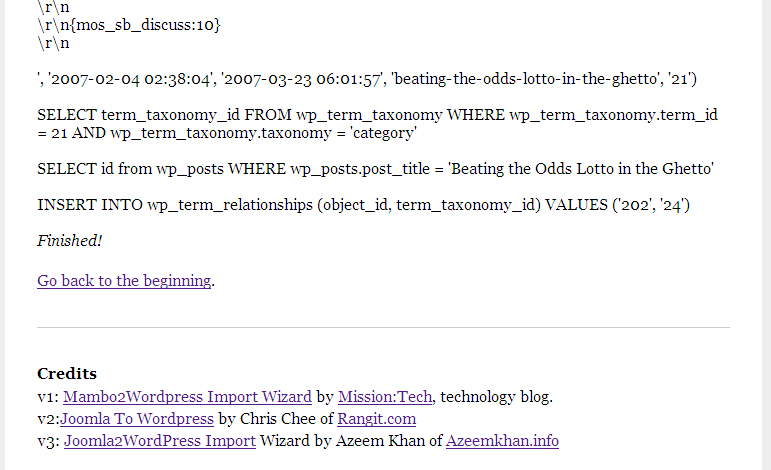 \r\n
\r\n{mos_sb_discuss:10}
\r\n
', '2007-02-04 02:38:04', '2007-03-23 06:01:57', 'beating-the-odds-lotto-in-the-ghetto', '21')
SELECT term_taxonomy_id FROM wp_term_taxonomy WHERE wp_term_taxonomy.term_id
= 21 AND wp_term_taxonomy.taxonomy = 'category'
SELECT id from wp_posts WHERE wp_posts.post_title = 'Beating the Odds Lotto in the Ghetto'
INSERT INTO wp_term_relationships (object_id, term_taxonomy_id) VALUES ('202', '24')
Finished!
Go back to the beginning.
Credits
v1: Mambo2Wordpress Import Wizard by Mission:Tech, technology blog.
v2:Joomla To Wordpress by Chris Chee of Rangit.com
v3: Joomla2WordPress Import Wizard by Azeem Khan of Azeemkhan.info